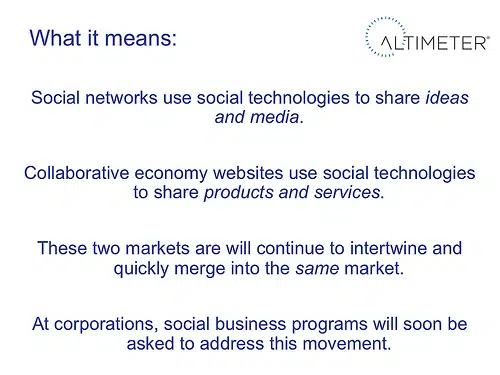 What it means:
ALTIMETER®
Social networks use social technologies to share ideas
and media.
Collaborative economy websites use social technologies
to share products and services.
These two markets are will continue to intertwine and
quickly merge into the same market.
At corporations, social business programs will soon be
asked to address this movement.